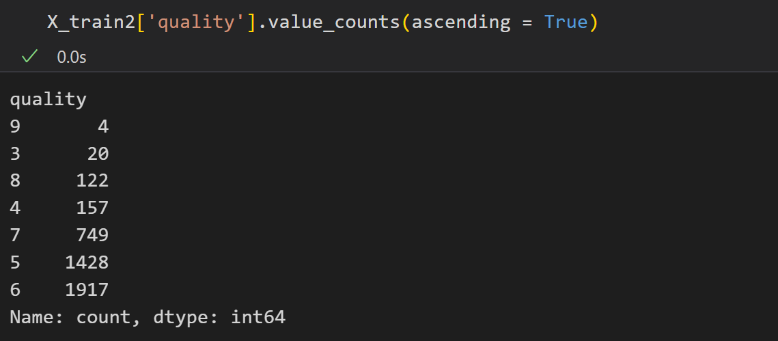 X_train2['quality'].value_counts(ascending = True)
✓ 0.0s
quality
9 4
3 20
8 122
4 157
7 749
5 1428
6 1917
Name: count, dtype: int64